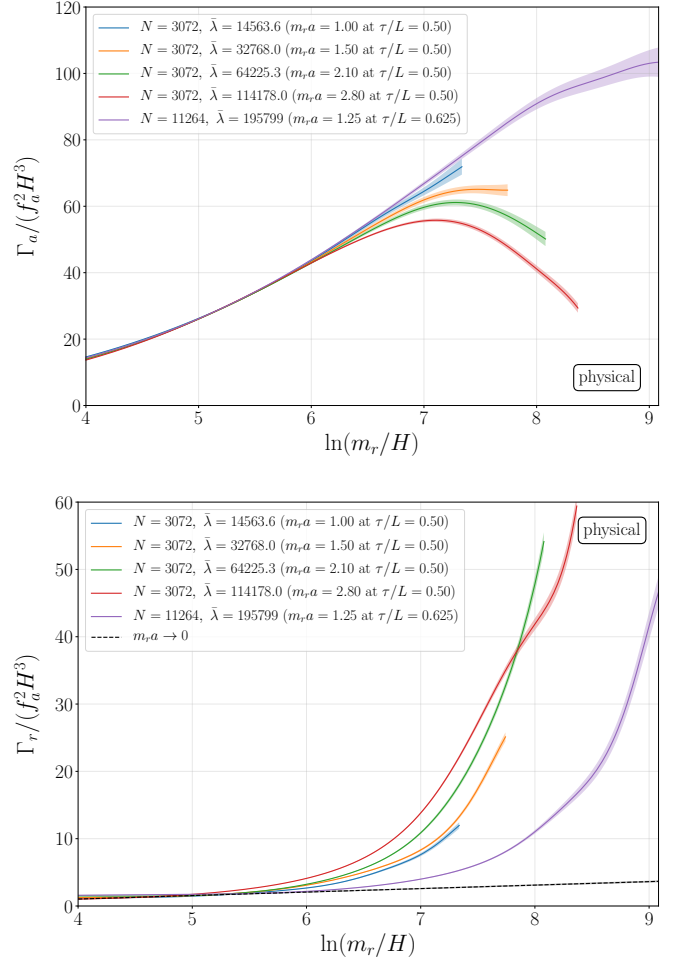 120
100
80
60
40
20
0
Γ_a/(f_a^2 H^3)
N = 3072, λ̄ = 14563.6 (m_r a = 1.00 at τ/L = 0.50)
N = 3072, λ̄ = 32768.0 (m_r a = 1.50 at τ/L = 0.50)
N = 3072, λ̄ = 64225.3 (m_r a = 2.10 at τ/L = 0.50)
N = 3072, λ̄ = 114178.0 (m_r a = 2.80 at τ/L = 0.50)
N = 11264, λ̄ = 195799 (m_r a = 1.25 at τ/L = 0.625)
physical
4 5 6 7 8 9
ln(m_r/H)
60
50
40
30
20
10
0
Γ_r/(f_a^2 H^3)
N = 3072, λ̄ = 14563.6 (m_r a = 1.00 at τ/L = 0.50)
N = 3072, λ̄ = 32768.0 (m_r a = 1.50 at τ/L = 0.50)
N = 3072, λ̄ = 64225.3 (m_r a = 2.10 at τ/L = 0.50)
N = 3072, λ̄ = 114178.0 (m_r a = 2.80 at τ/L = 0.50)
N = 11264, λ̄ = 195799 (m_r a = 1.25 at τ/L = 0.625)
m_r a → 0
physical
4 5 6 7 8 9
ln(m_r/H)